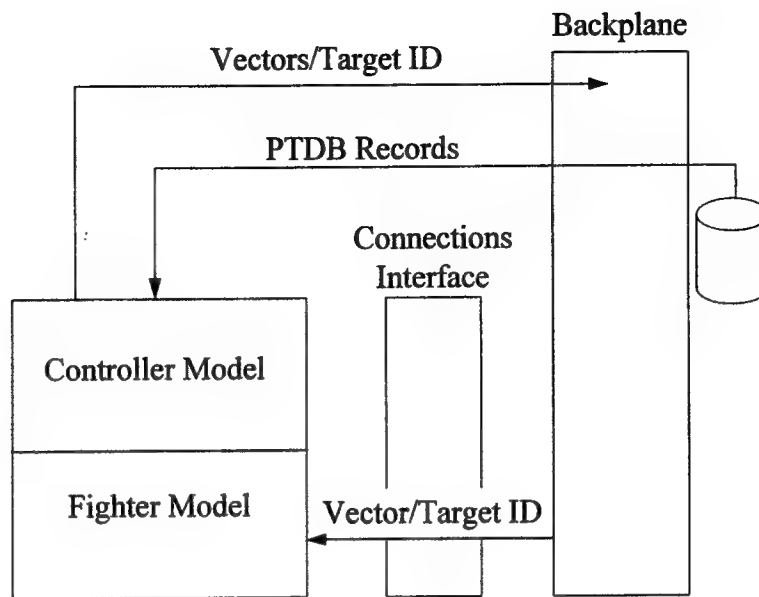 Backplane
Vectors/Target ID
PTDB Records
Connections
Interface
Controller Model
Fighter Model
Vector/Target ID